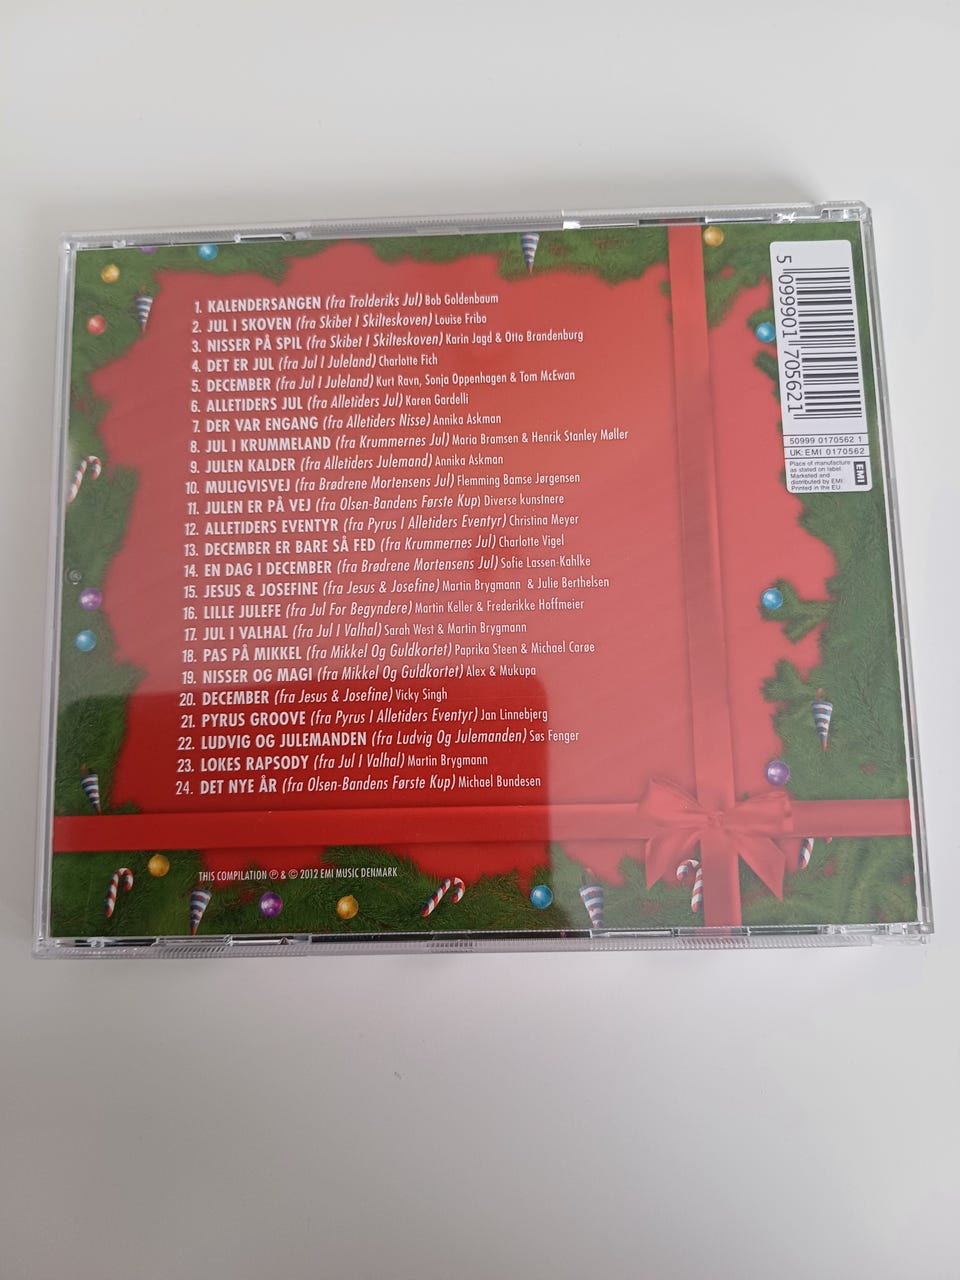 1. KALENDERSANGEN (fra Trolderiks Jul) Bob Goldenbaum
2. JUL I SKOVEN (fra Skibet I Skilteskoven) Louise Fribo
3. NISSER PÅ SPIL (fra Skibet I Skilteskoven) Karin Jagd & Otto Brandenburg
4. DET ER JUL (fra Jul I Juleland) Charlotte Fich
5. DECEMBER (fra Jul I Juleland) Kurt Ravn, Sonja Oppenhagen & Tom McEwan
6. ALLETIDERS JUL (fra Alletiders Jul) Karen Gardelli
7. DER VAR ENGANG (fra Alletiders Nisse) Annika Askman
8. JUL I KRUMMELAND (fra Krummernes Jul) Maria Bramsen & Henrik Stanley Møller
9. JULEN KALDER (fra Alletiders Julemand) Annika Askman
10. MULIGVISVEJ (fra Brødrene Mortensens Jul) Flemming Bamse Jørgensen
11. JULEN ER PÅ VEJ (fra Olsen-Bandens Første Kup) Diverse kunstnere
12. ALLETIDERS EVENTYR (fra Pyrus I Alletiders Eventyr) Christina Meyer
13. DECEMBER ER BARE SÅ FED (fra Krummernes Jul) Charlotte Vigel
14. EN DAG I DECEMBER (fra Brødrene Mortensens Jul) Sofie Lassen-Kahlke
15. JESUS & JOSEFINE (fra Jesus & Josefine) Martin Brygmann & Julie Berthelsen
16. LILLE JULEFE (fra Jul For Begyndere) Martin Keller & Frederikke Hoffmeier
17. JUL I VALHAL (fra Jul I Valhal) Sarah West & Martin Brygmann
18. PAS PÅ MIKKEL (fra Mikkel Og Guldkortet) Paprika Steen & Michael Carøe
19. NISSER OG MAGI (fra Mikkel Og Guldkortet) Alex & Mukupa
20. DECEMBER (fra Jesus & Josefine) Vicky Singh
21. PYRUS GROOVE (fra Pyrus I Alletiders Eventyr) Jan Linnebjerg
22. LUDVIG OG JULEMANDEN (fra Ludvig Og Julemanden) Søs Fenger
23. LOKES RAPSODY (fra Jul I Valhal) Martin Brygmann
24. DET NYE ÅR (fra Olsen-Bandens Første Kup) Michael Bundesen
THIS COMPILATION ℗ & © 2012 EMI MUSIC DENMARK
5 099901 705621
50999 0170562 1
UK: EMI 0170562
Place of manufacture
as stated on label.
Marketed and
distributed by EMI.
Printed in the EU.
EMI